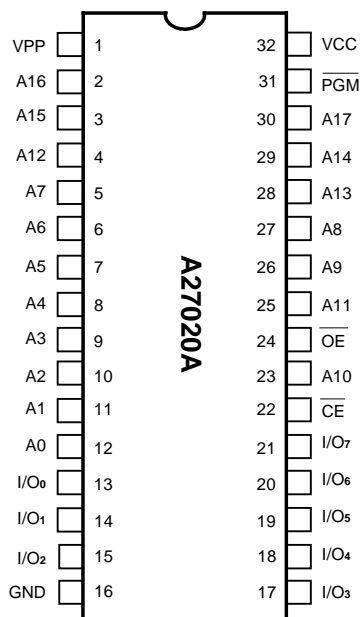 VPP 1 32 VCC
A16 2 31 P̅G̅M̅
A15 3 30 A17
A12 4 29 A14
A7 5 28 A13
A6 6 27 A8
A5 7 26 A9
A4 8 25 A11
A3 9 24 O̅E̅
A2 10 23 A10
A1 11 22 C̅E̅
A0 12 21 I/O7
I/O0 13 20 I/O6
I/O1 14 19 I/O5
I/O2 15 18 I/O4
GND 16 17 I/O3
A27020A